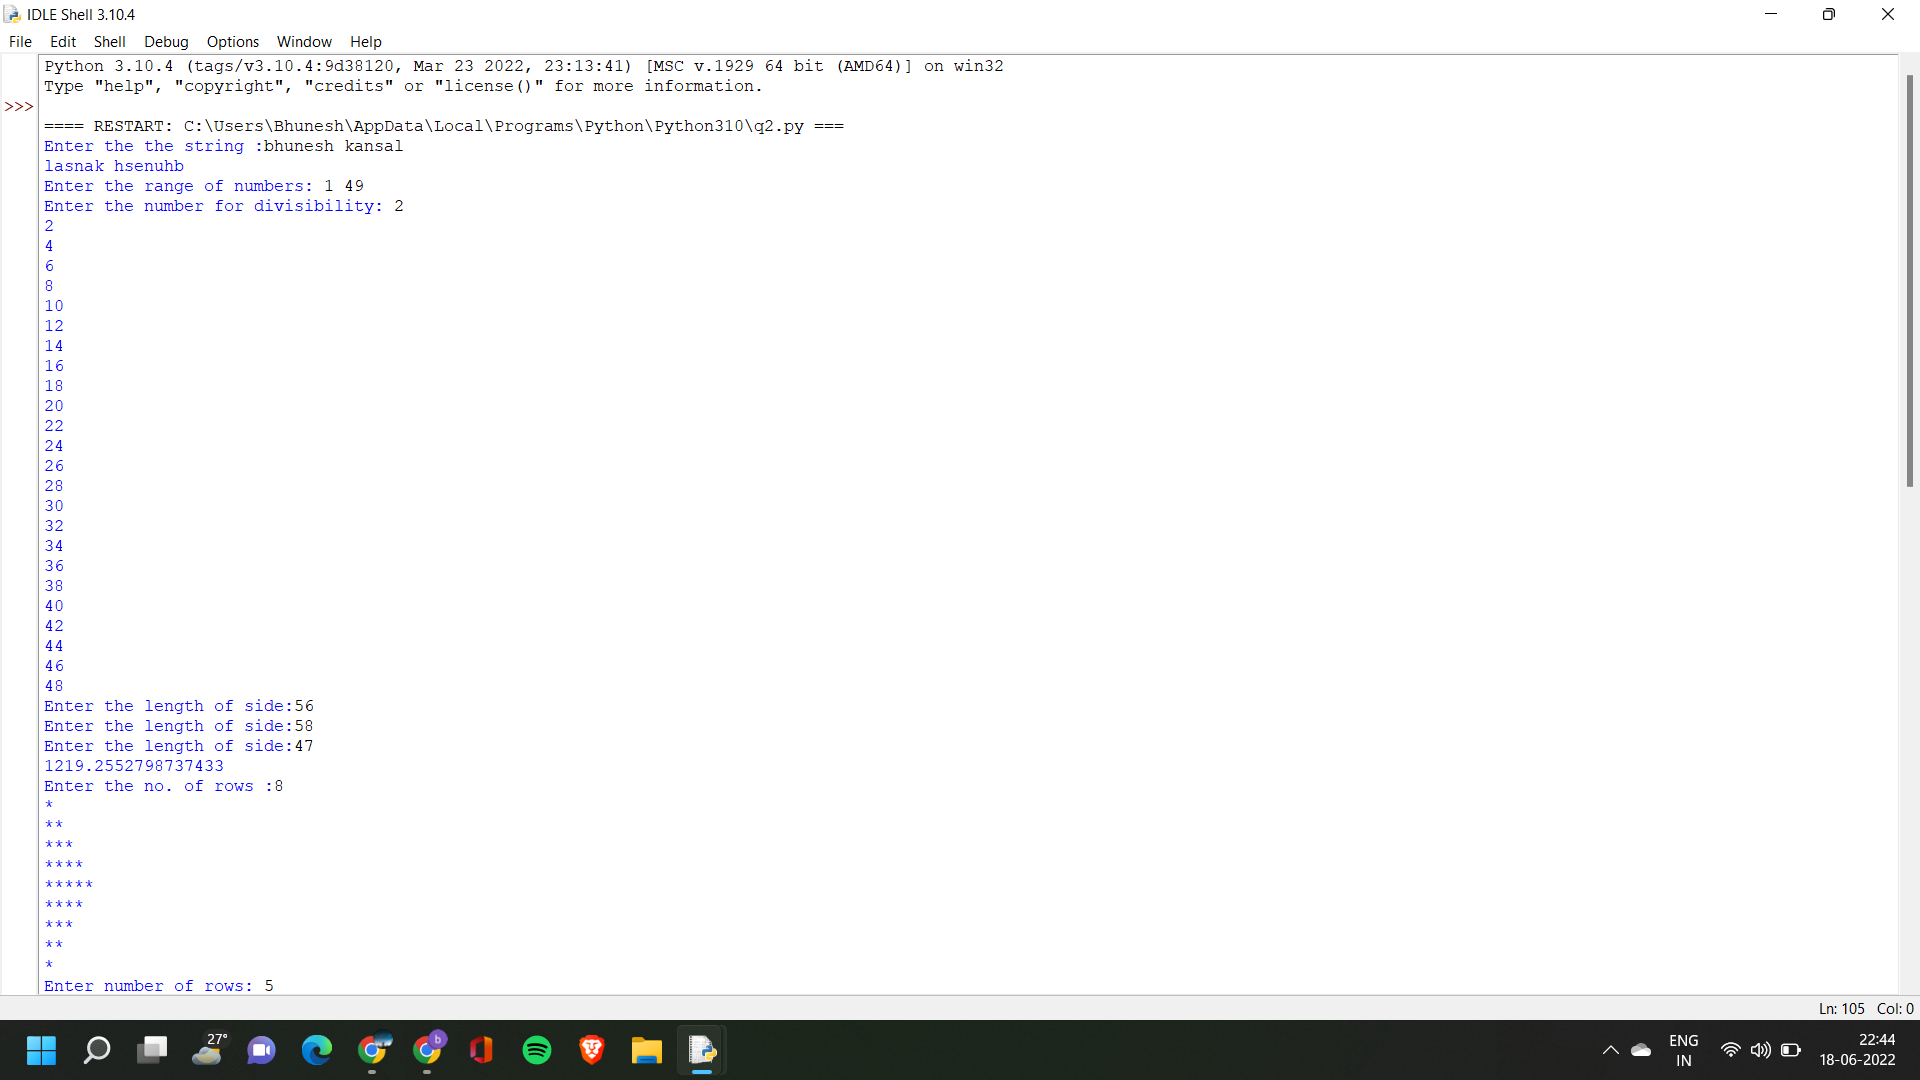 IDLE Shell 3.10.4
File Edit Shell Debug Options Window Help
Python 3.10.4 (tags/v3.10.4:9d38120, Mar 23 2022, 23:13:41) [MSC v.1929 64 bit (AMD64)] on win32
Type "help", "copyright", "credits" or "license()" for more information.
>>>
==== RESTART: C:\Users\Bhunesh\AppData\Local\Programs\Python\Python310\q2.py ===
Enter the the string :bhunesh kansal
lasnak hsenuhb
Enter the range of numbers: 1 49
Enter the number for divisibility: 2
2
4
6
8
10
12
14
16
18
20
22
24
26
28
30
32
34
36
38
40
42
44
46
48
Enter the length of side:56
Enter the length of side:58
Enter the length of side:47
1219.2552798737433
Enter the no. of rows :8
*
**
***
****
*****
****
***
**
*
Enter number of rows: 5
Ln: 105 Col: 0
27°
b
ENG
IN
22:44
18-06-2022